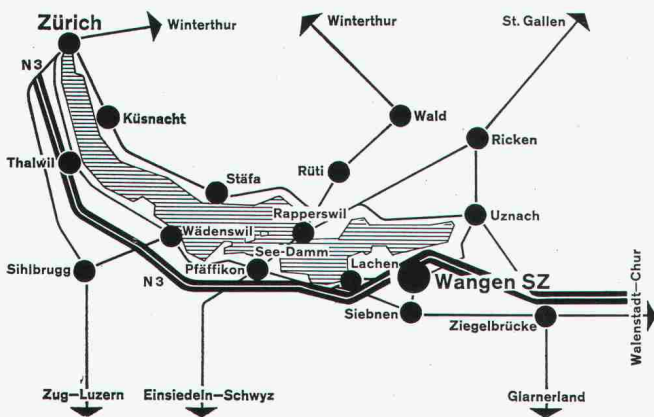 Zürich
Winterthur
Winterthur
St. Gallen
N3
Küsnacht
Wald
Ricken
Thalwil
Rüti
Stäfa
Rapperswil
Uznach
Wädenswil
See-Damm
Lachen
Sihlbrugg
Pfäffikon
N3
Wangen SZ
Siebnen
Ziegelbrücke
Walenstadt–Chur
Zug–Luzern
Einsiedeln–Schwyz
Glarnerland